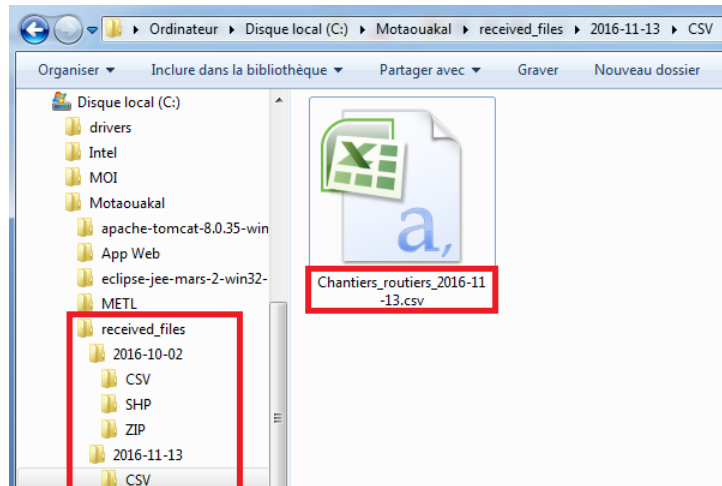 Ordinateur ▸ Disque local (C:) ▸ Motaouakal ▸ received_files ▸ 2016-11-13 ▸ CSV
Organiser Inclure dans la bibliothèque Partager avec Graver Nouveau dossier
Disque local (C:)
drivers
Intel
MOI
Motaouakal
apache-tomcat-8.0.35-win
App Web
eclipse-jee-mars-2-win32-
METL
received_files
2016-10-02
CSV
SHP
ZIP
2016-11-13
CSV
a,
Chantiers_routiers_2016-11
-13.csv